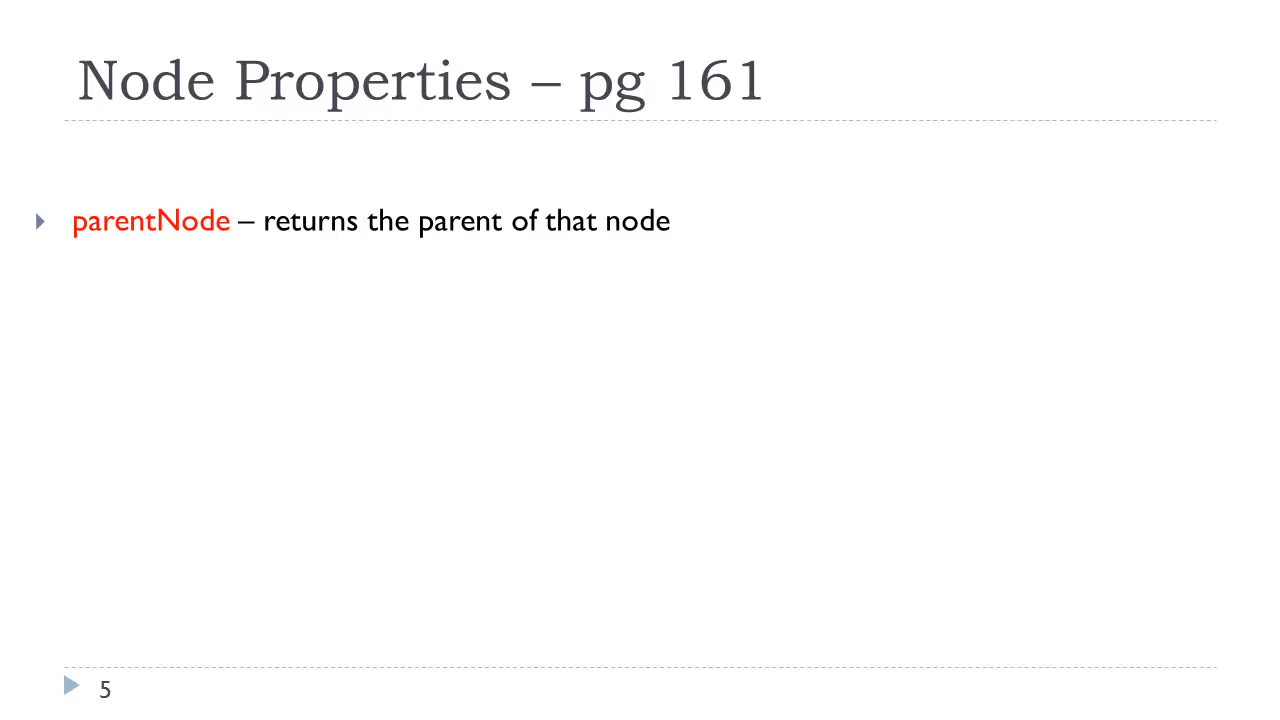 Node Properties – pg 161
parentNode – returns the parent of that node
5